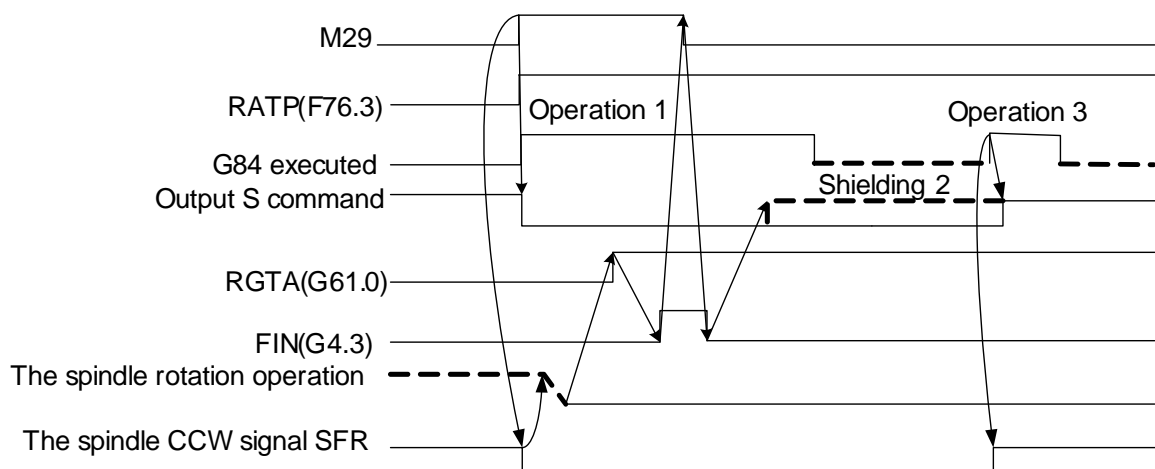 M29
RATP(F76.3)
Operation 1
Operation 3
G84 executed
Output S command
Shielding 2
RGTA(G61.0)
FIN(G4.3)
The spindle rotation operation
The spindle CCW signal SFR